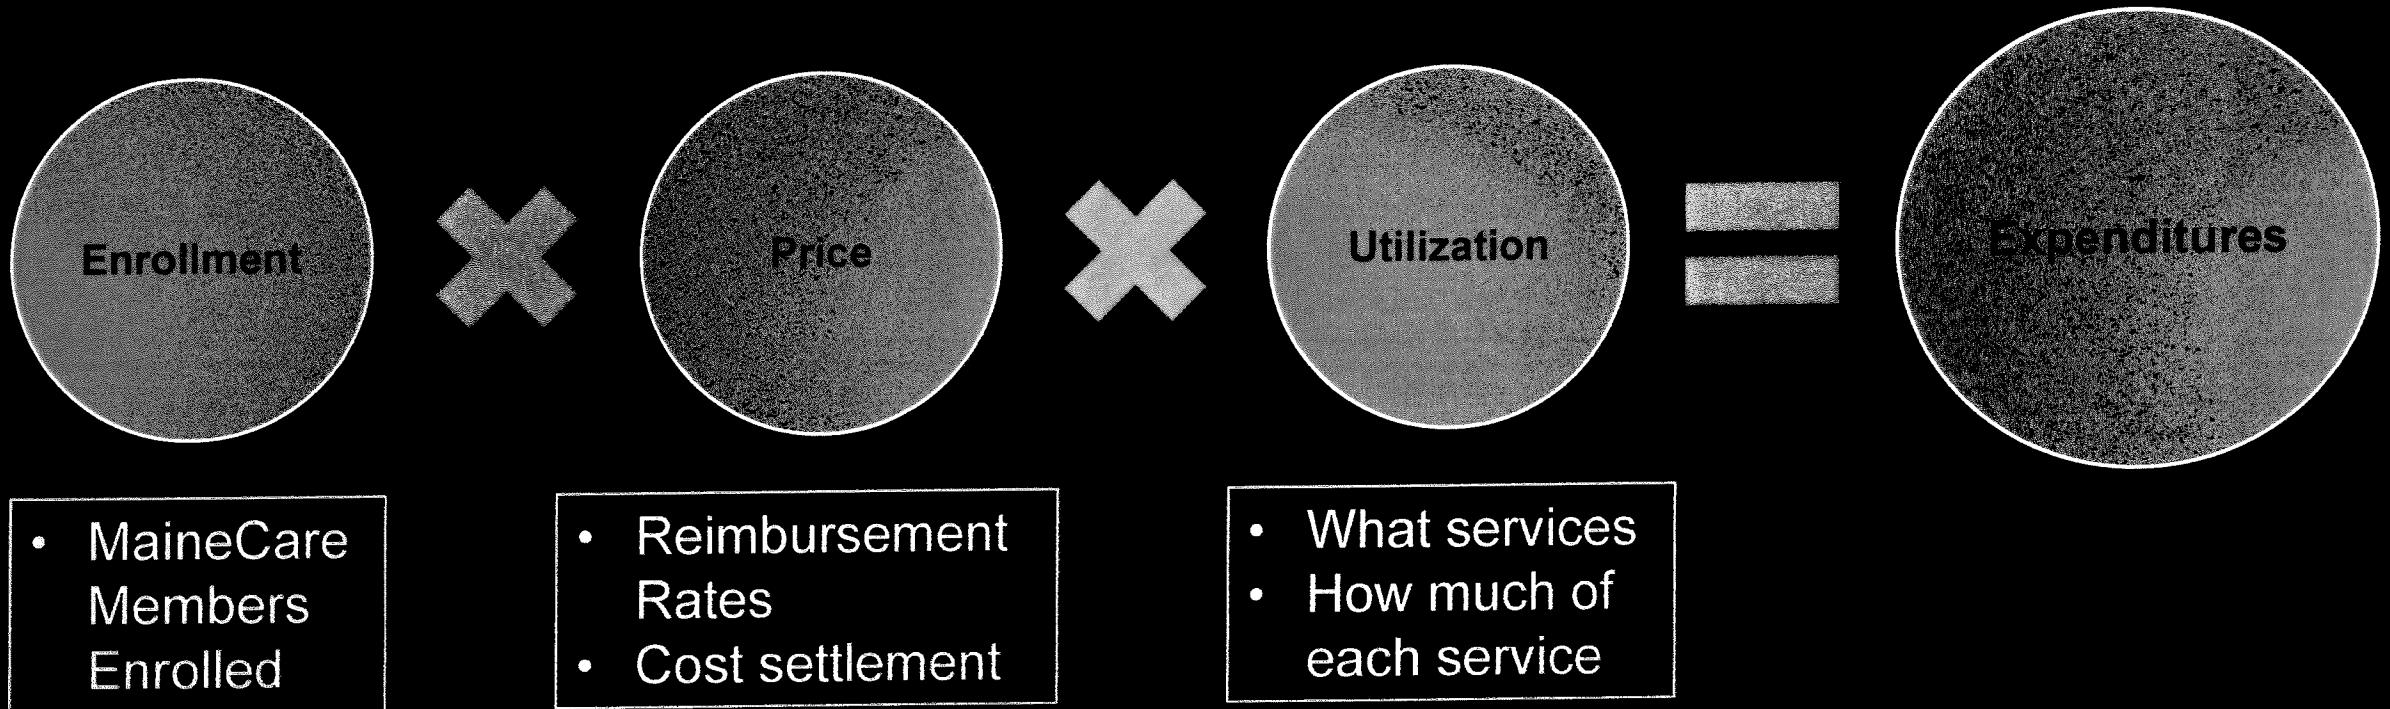 Enrollment
Price
Utilization
Expenditures
• MaineCare
Members
Enrolled
• Reimbursement
Rates
• Cost settlement
• What services
• How much of
each service